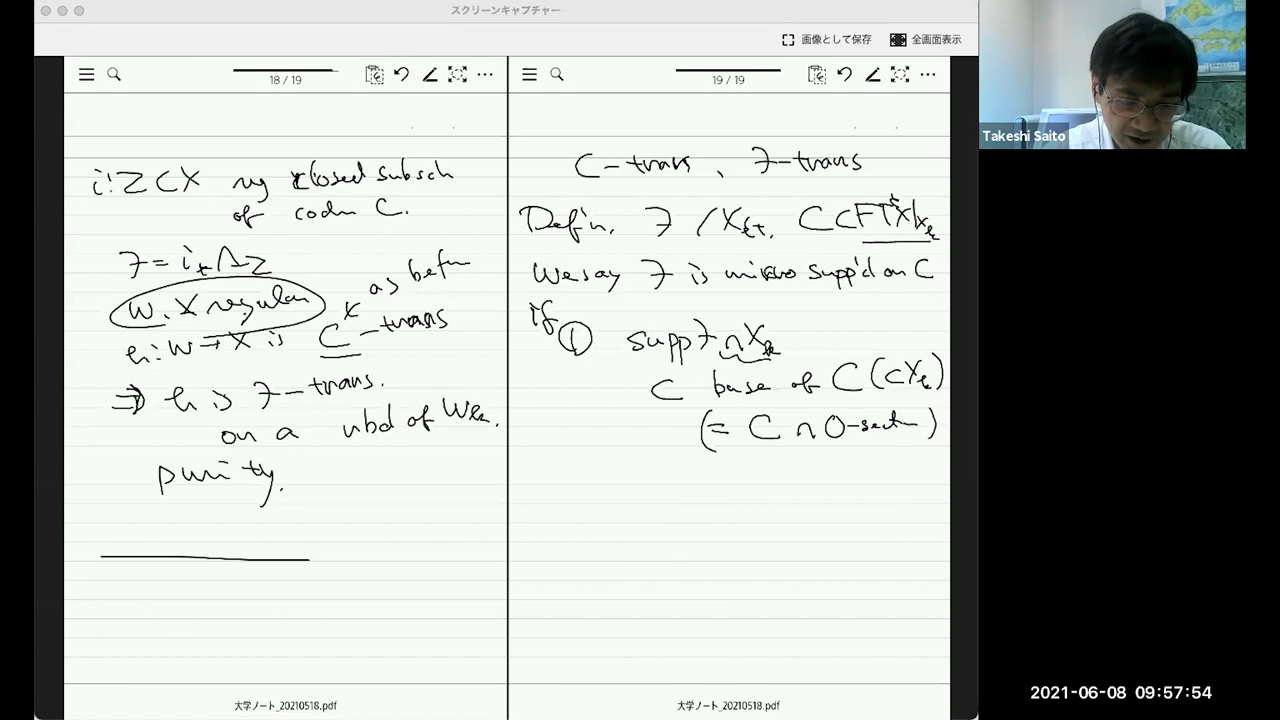 スクリーンキャプチャー
画像として保存 全画面表示
18 / 19
i: Z ⊂ X reg closed subsch
of codim C.
F = i_* Λ_Z
as before
W, X regular
h: W → X is C-trans
⇒ h is F-trans.
on a nbd of W_k.
purity.
大学ノート_20210518.pdf
19 / 19
C-trans, F-trans
Defn. F / X_ét, C ⊂ FT*X|X_k
We say F is micro supp'd on C
if ① supp F ∩ X_k
⊂ base of C (⊂ X_k)
(= C ∩ 0-section)
大学ノート_20210518.pdf
Takeshi Saito
2021-06-08 09:57:54